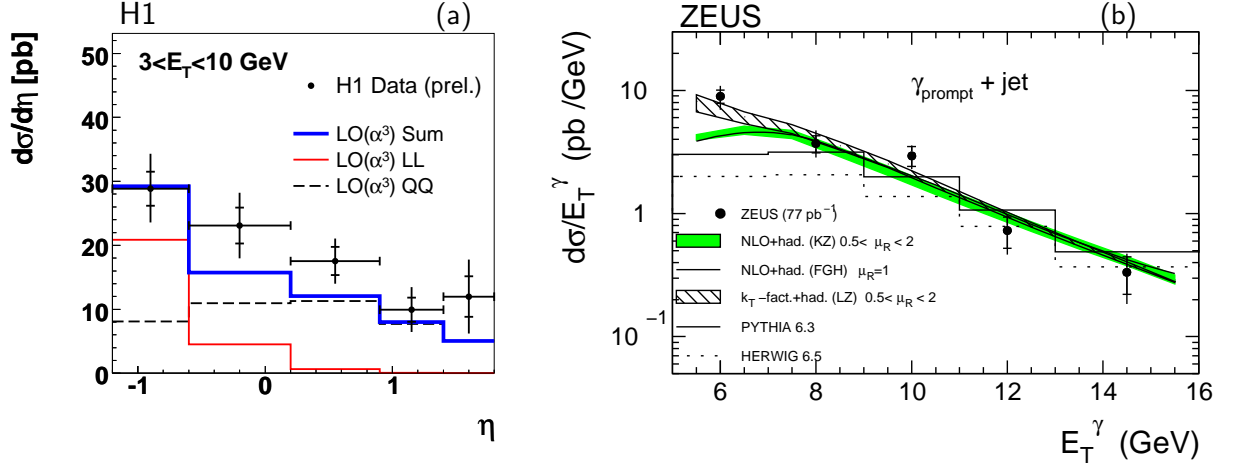 H1
(a)
dσ/dη [pb]
3<E_T<10 GeV
H1 Data (prel.)
LO(α³) Sum
LO(α³) LL
LO(α³) QQ
50
40
30
20
10
0
-1
0
1
η
ZEUS
(b)
dσ/E_T^γ (pb /GeV)
γ_prompt + jet
10
1
10⁻¹
ZEUS (77 pb⁻¹)
NLO+had. (KZ) 0.5< μ_R < 2
NLO+had. (FGH) μ_R=1
k_T –fact.+had. (LZ) 0.5< μ_R < 2
PYTHIA 6.3
HERWIG 6.5
6
8
10
12
14
16
E_T^γ (GeV)